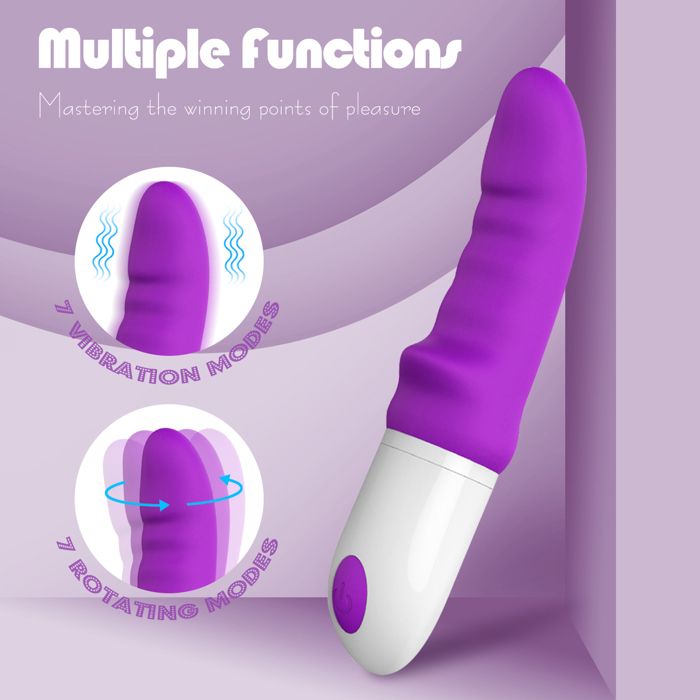 Multiple Functions
Mastering the winning points of pleasure
7 VIBRATION MODES
7 ROTATING MODES